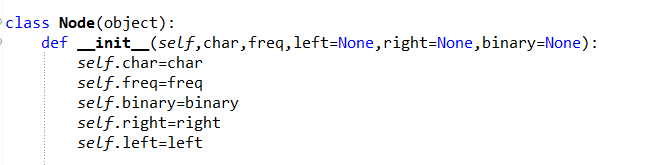 class Node(object):
    def __init__(self,char,freq,left=None,right=None,binary=None):
        self.char=char
        self.freq=freq
        self.binary=binary
        self.right=right
        self.left=left